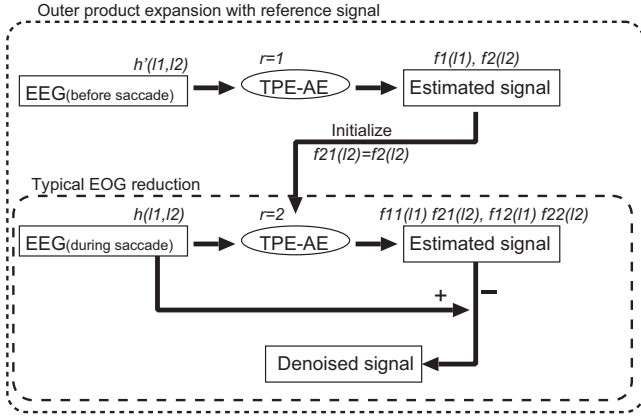 Outer product expansion with reference signal
h'(l1,l2)
r=1
f1(l1), f2(l2)
EEG(before saccade)
TPE-AE
Estimated signal
Initialize
f21(l2)=f2(l2)
Typical EOG reduction
h(l1,l2)
r=2
f11(l1) f21(l2), f12(l1) f22(l2)
EEG(during saccade)
TPE-AE
Estimated signal
+ −
Denoised signal